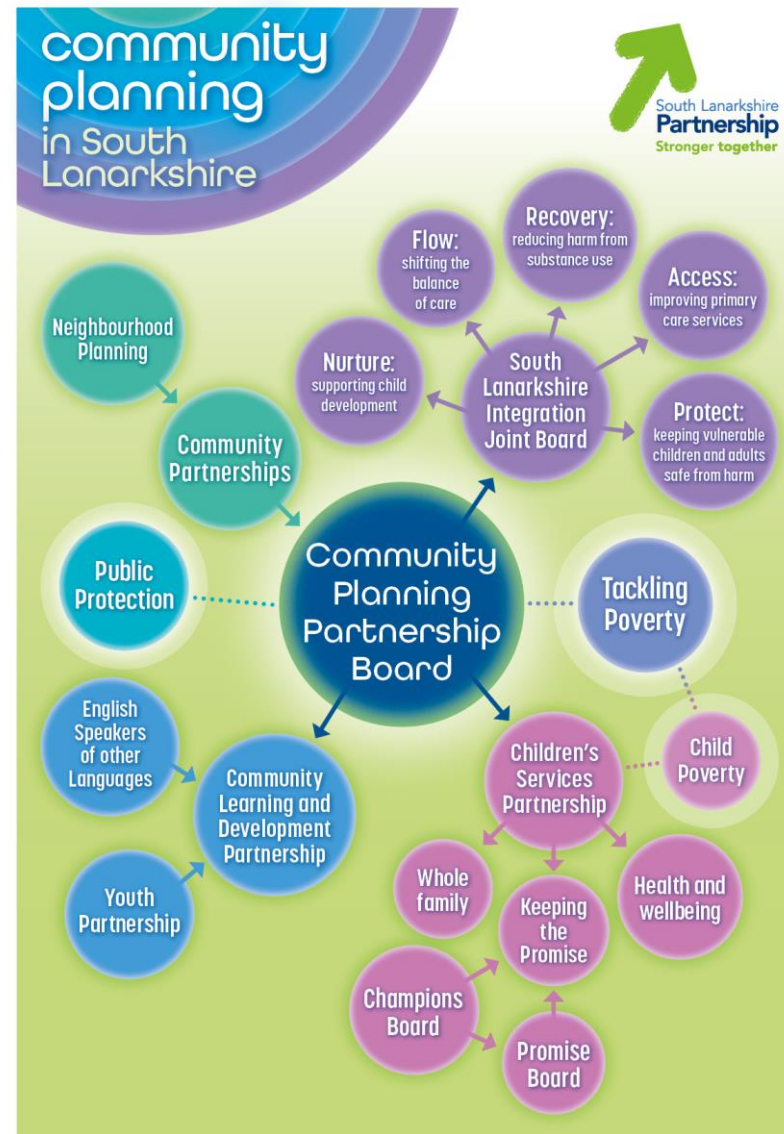 community
planning
in South
Lanarkshire
South Lanarkshire
Partnership
Stronger together
Recovery:
reducing harm from
substance use
Flow:
shifting the
balance
of care
Access:
improving primary
care services
Neighbourhood
Planning
Nurture:
supporting child
development
South
Lanarkshire
Integration
Joint Board
Protect:
keeping vulnerable
children and adults
safe from harm
Community
Partnerships
Public
Protection
Community
Planning
Partnership
Board
Tackling
Poverty
English
Speakers
of other
Languages
Community
Learning and
Development
Partnership
Children's
Services
Partnership
Child
Poverty
Youth
Partnership
Whole
family
Keeping
the
Promise
Health and
wellbeing
Champions
Board
Promise
Board